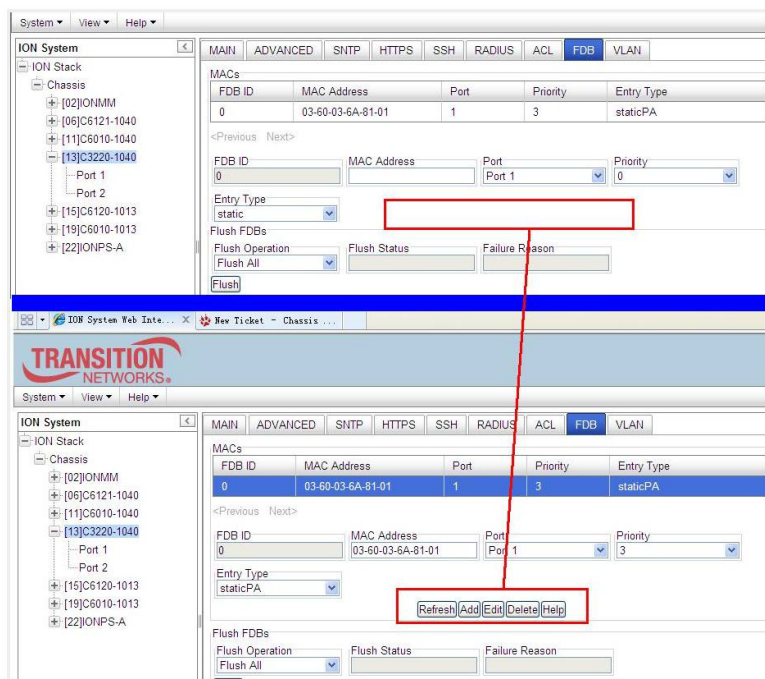 System View Help
ION System
MAIN ADVANCED SNTP HTTPS SSH RADIUS ACL FDB VLAN
ION Stack
Chassis
[02]IONMM
[06]C6121-1040
[11]C6010-1040
[13]C3220-1040
Port 1
Port 2
[15]C6120-1013
[19]C6010-1013
[22]IONPS-A
MACs
FDB ID MAC Address Port Priority Entry Type
0 03-60-03-6A-81-01 1 3 staticPA
<Previous Next>
FDB ID MAC Address Port Priority
0 Port 1 0
Entry Type
static
Flush FDBs
Flush Operation Flush Status Failure Reason
Flush All
Flush
ION System Web Inte... X New Ticket - Chassis ...
TRANSITION
NETWORKS®
System View Help
ION System
MAIN ADVANCED SNTP HTTPS SSH RADIUS ACL FDB VLAN
ION Stack
Chassis
[02]IONMM
[06]C6121-1040
[11]C6010-1040
[13]C3220-1040
Port 1
Port 2
[15]C6120-1013
[19]C6010-1013
[22]IONPS-A
MACs
FDB ID MAC Address Port Priority Entry Type
0 03-60-03-6A-81-01 1 3 staticPA
<Previous Next>
FDB ID MAC Address Port Priority
0 03-60-03-6A-81-01 Port 1 3
Entry Type
staticPA
Refresh Add Edit Delete Help
Flush FDBs
Flush Operation Flush Status Failure Reason
Flush All